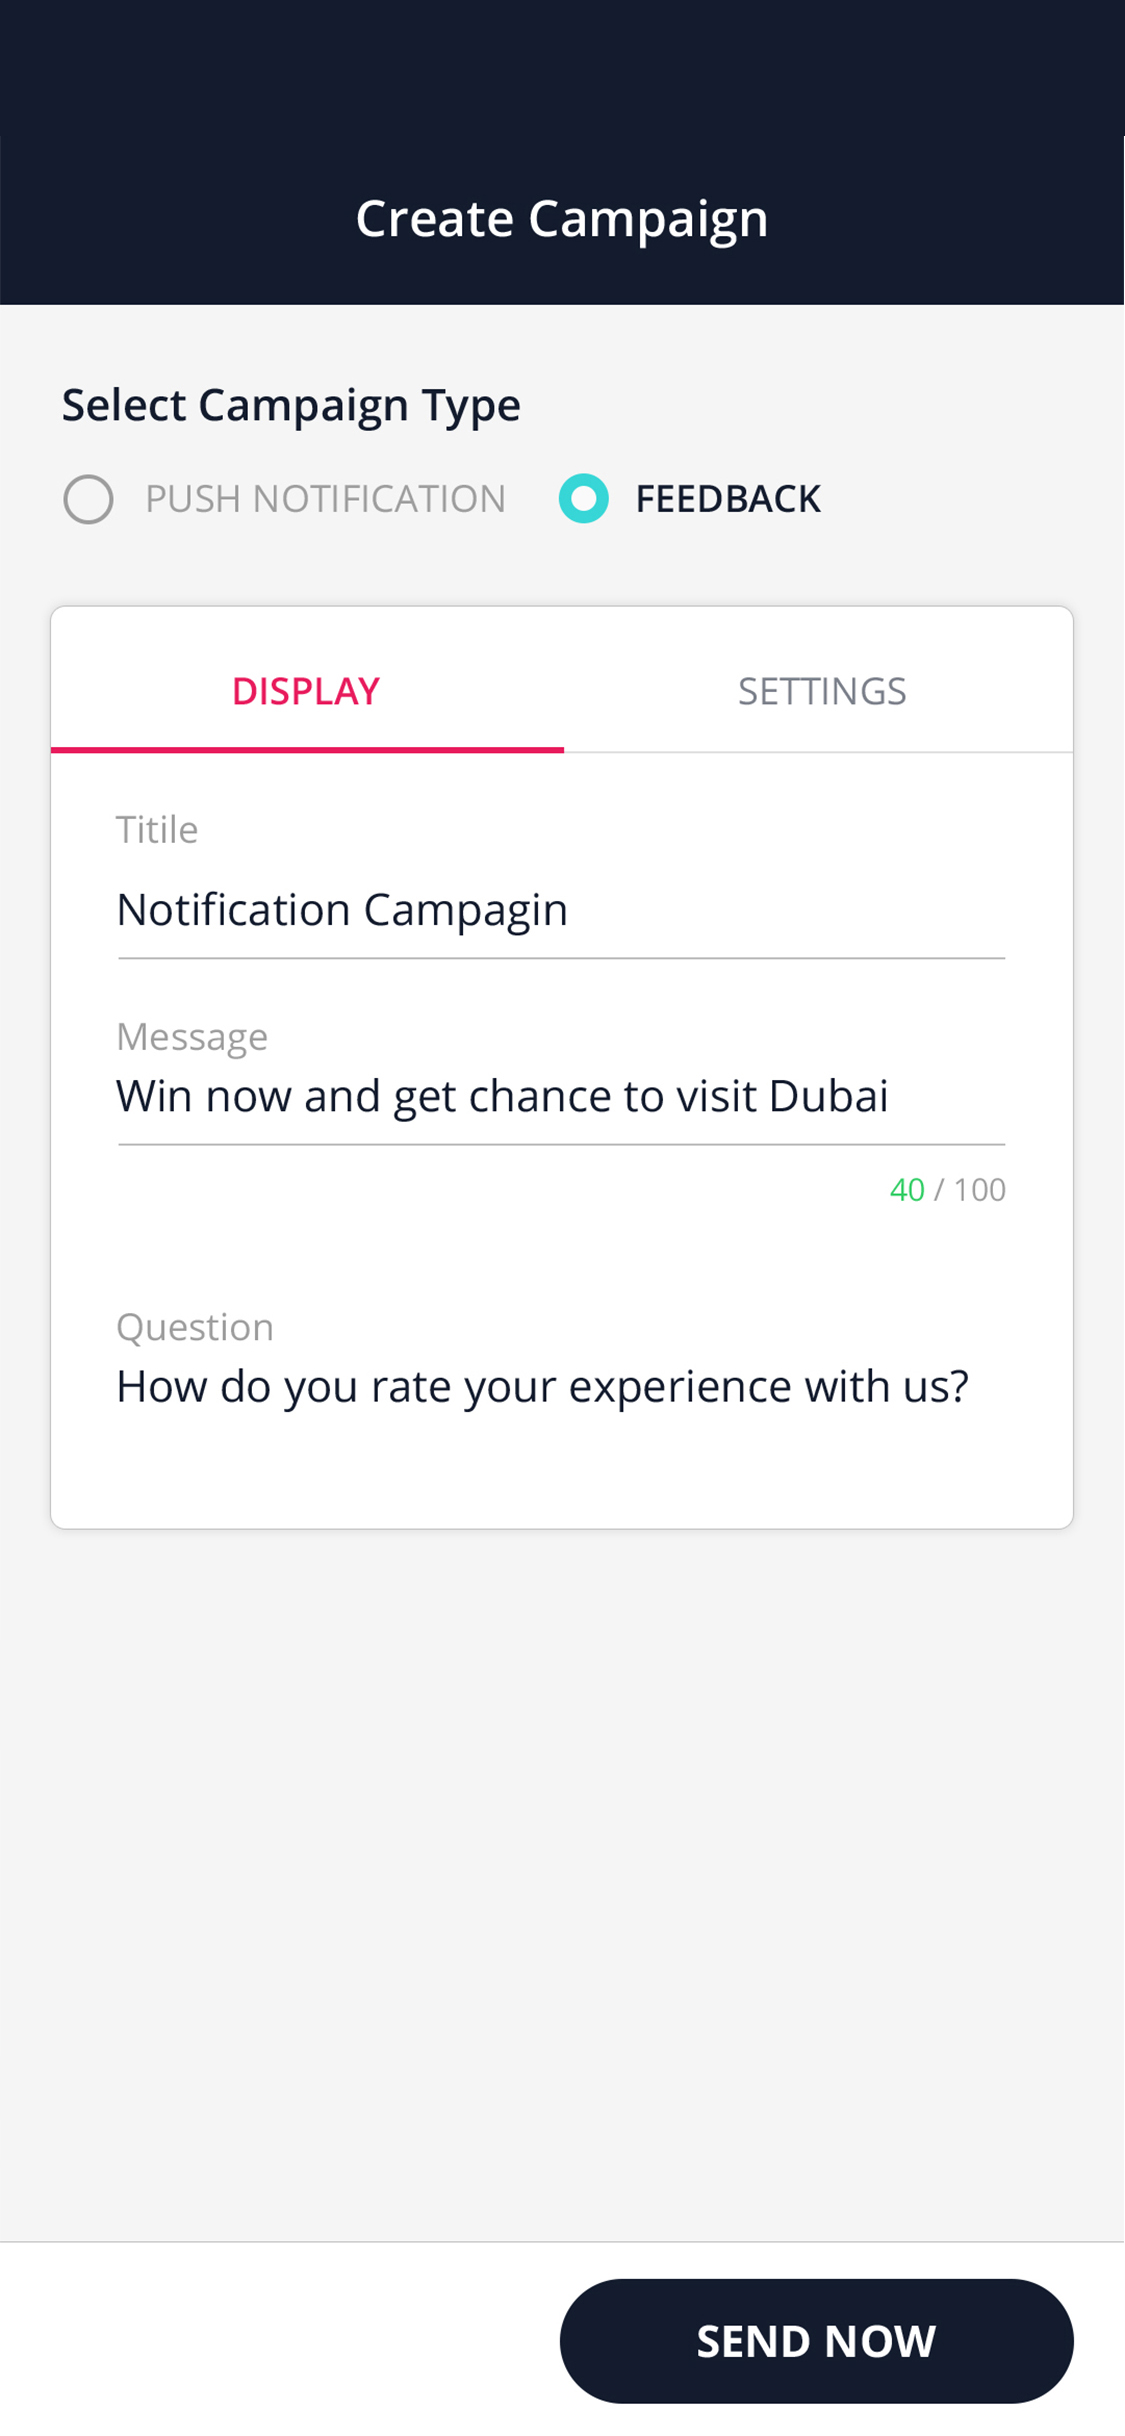 Create Campaign
Select Campaign Type
PUSH NOTIFICATION FEEDBACK
DISPLAY SETTINGS
Titile
Notification Campagin
Message
Win now and get chance to visit Dubai
40 / 100
Question
How do you rate your experience with us?
SEND NOW